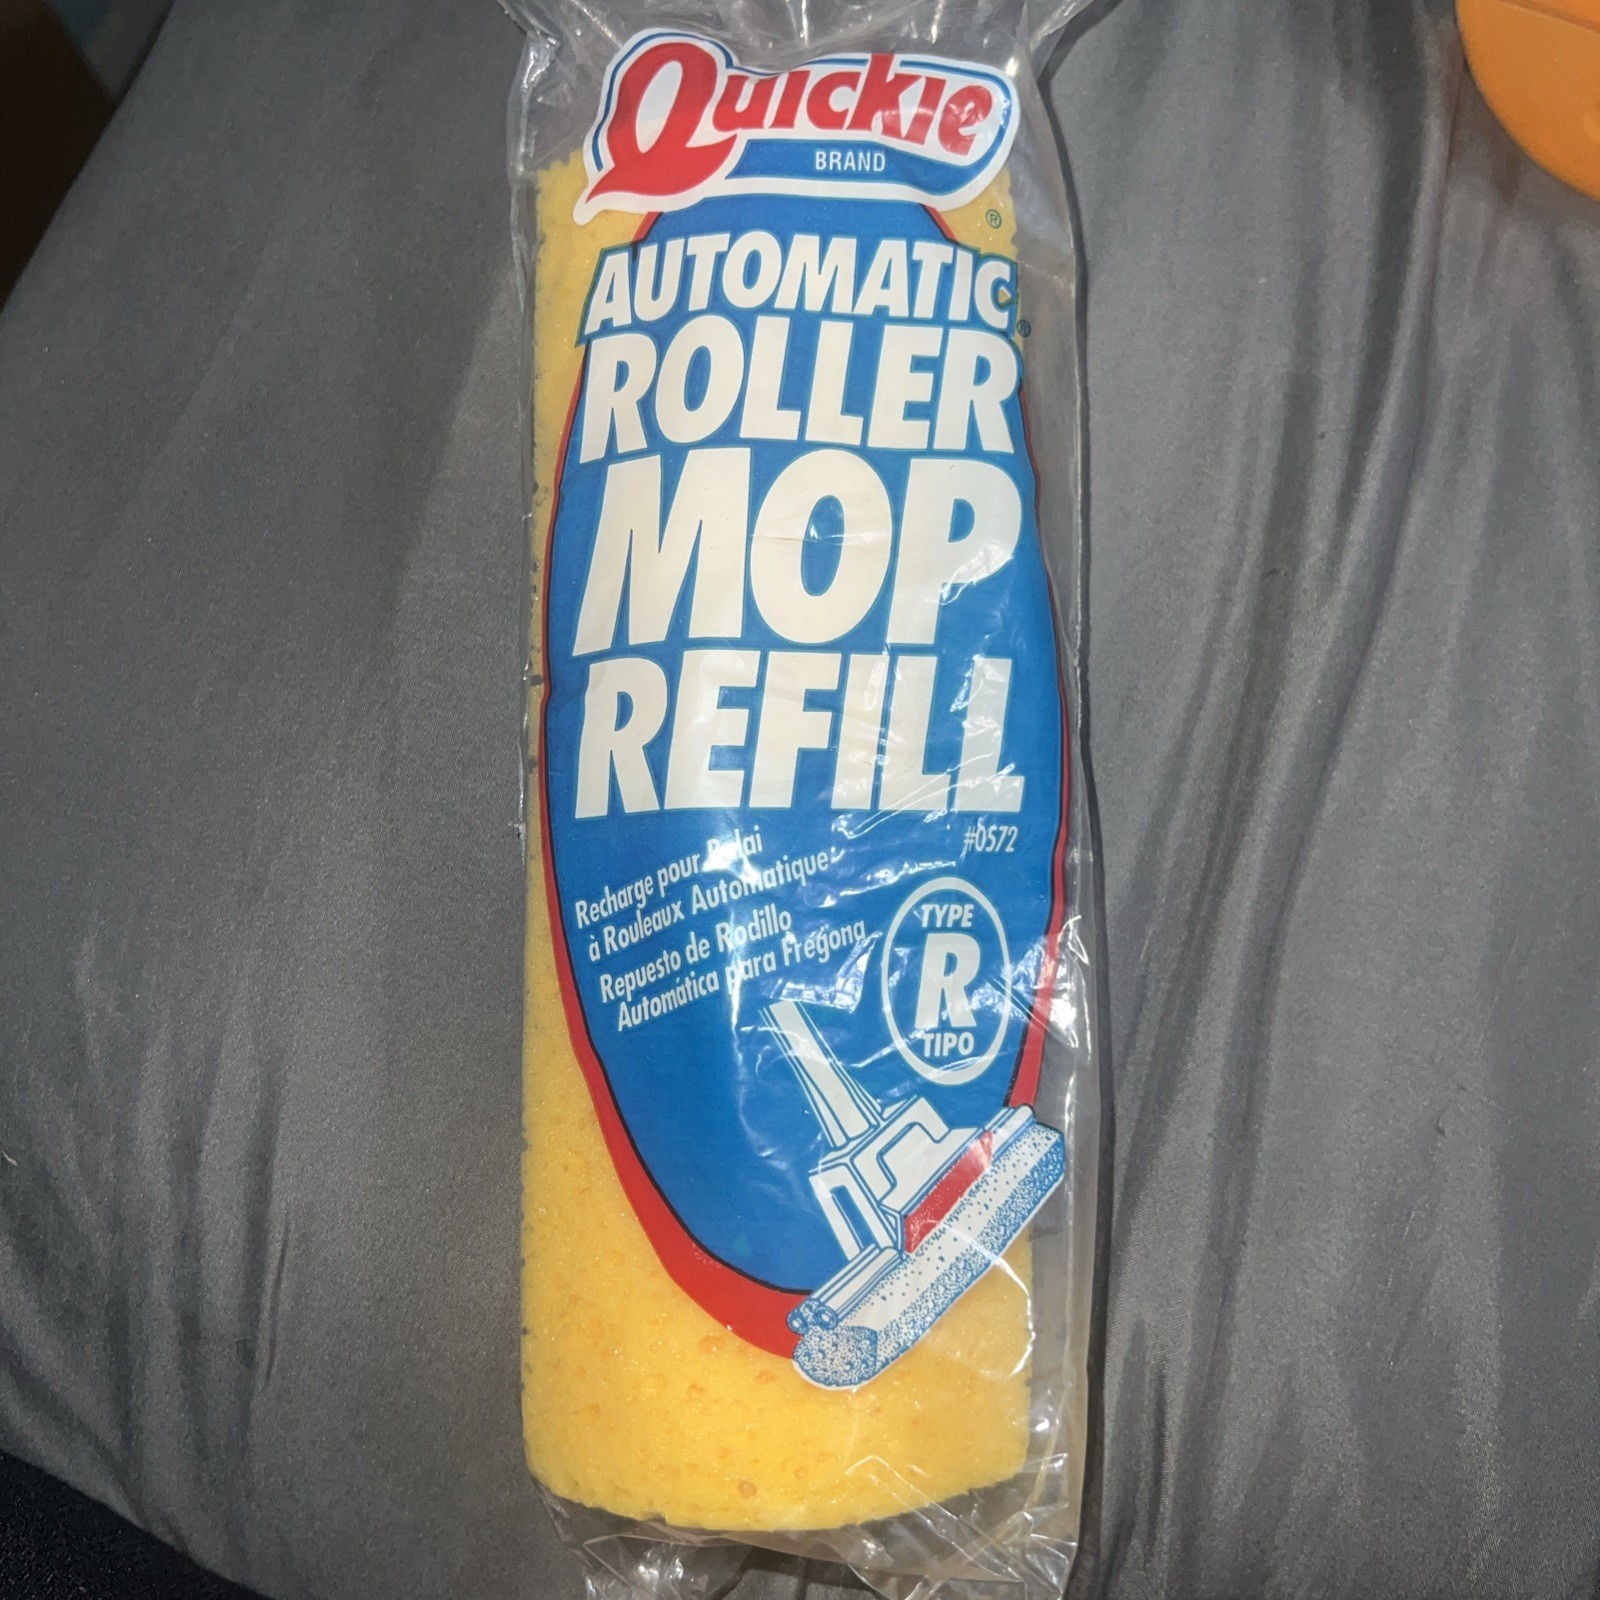 Quickie
BRAND
®
AUTOMATIC®
ROLLER
MOP
REFILL
#0572
Recharge pour Balai
à Rouleaux Automatique
Repuesto de Rodillo
Automática para Fregona
TYPE
R
TIPO